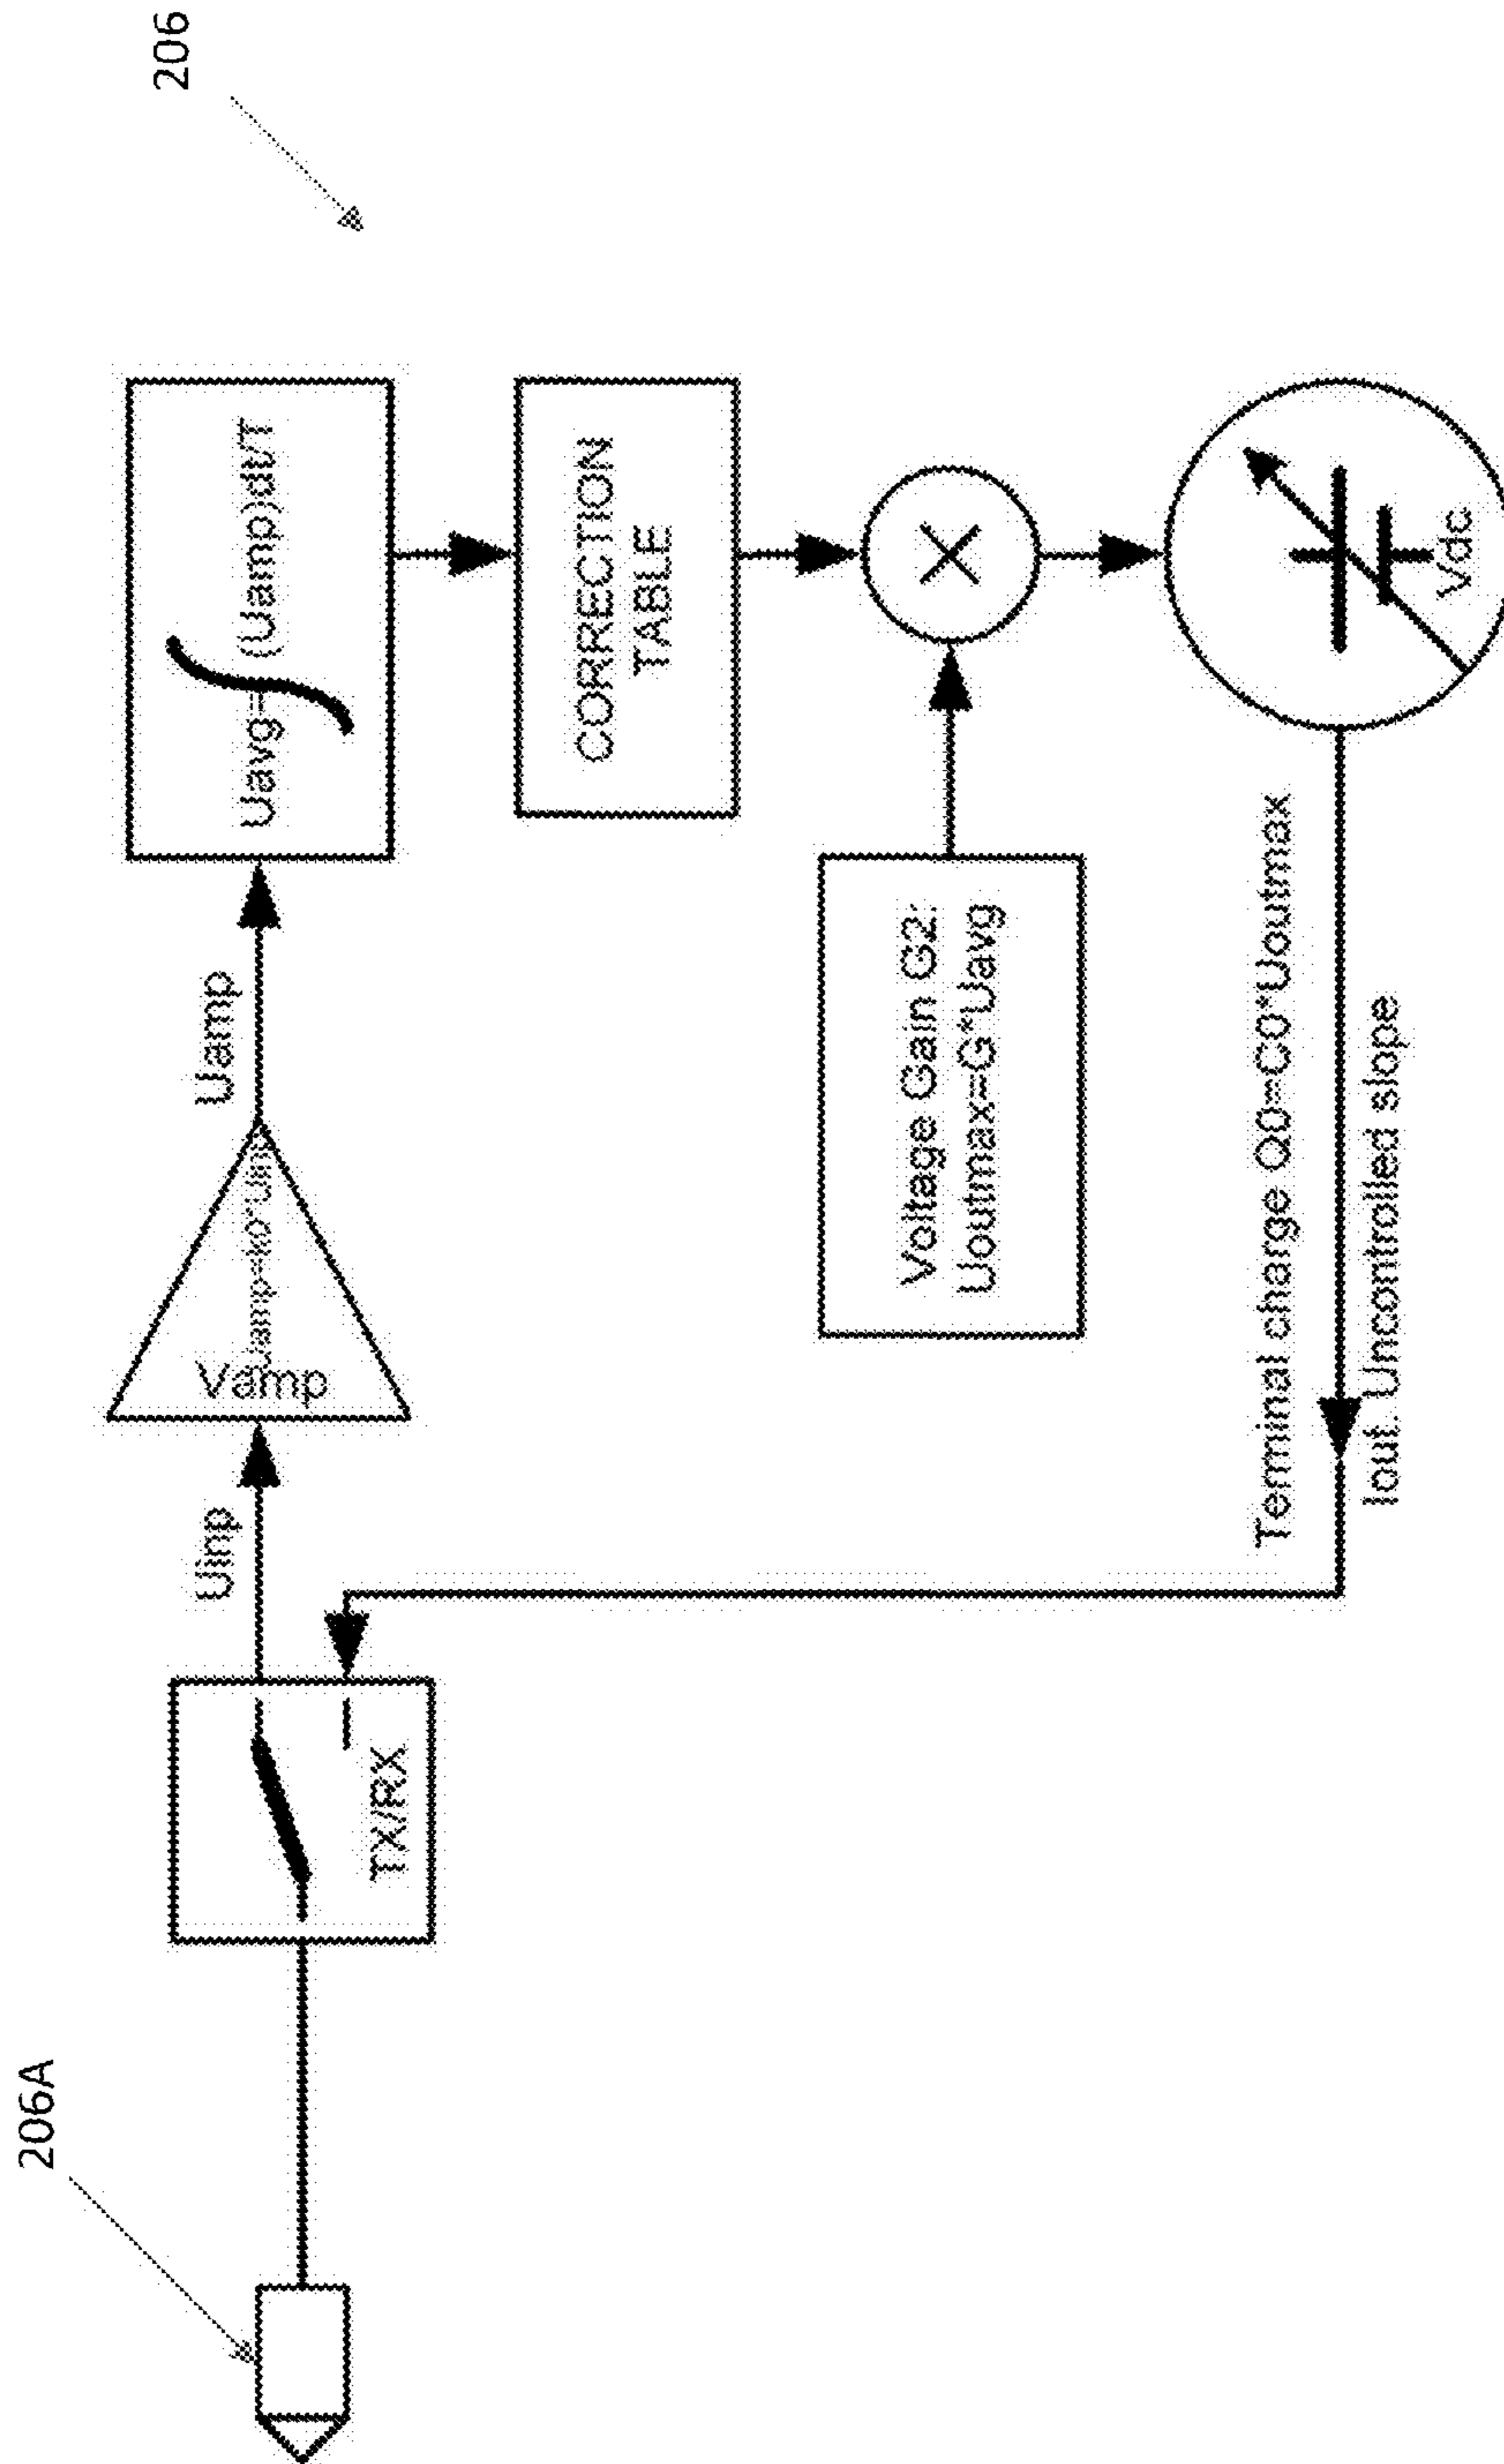 206
206A
TX/RX
Uinp
Vamp
Uamp=k0*Uinp
Uamp
Uavg= (Uamp)dt/T
CORRECTION
TABLE
Voltage Gain G2:
Uoutmax=G*Uavg
Vdc
Terminal charge Q0=C0*Uoutmax
Iout. Uncontrolled slope